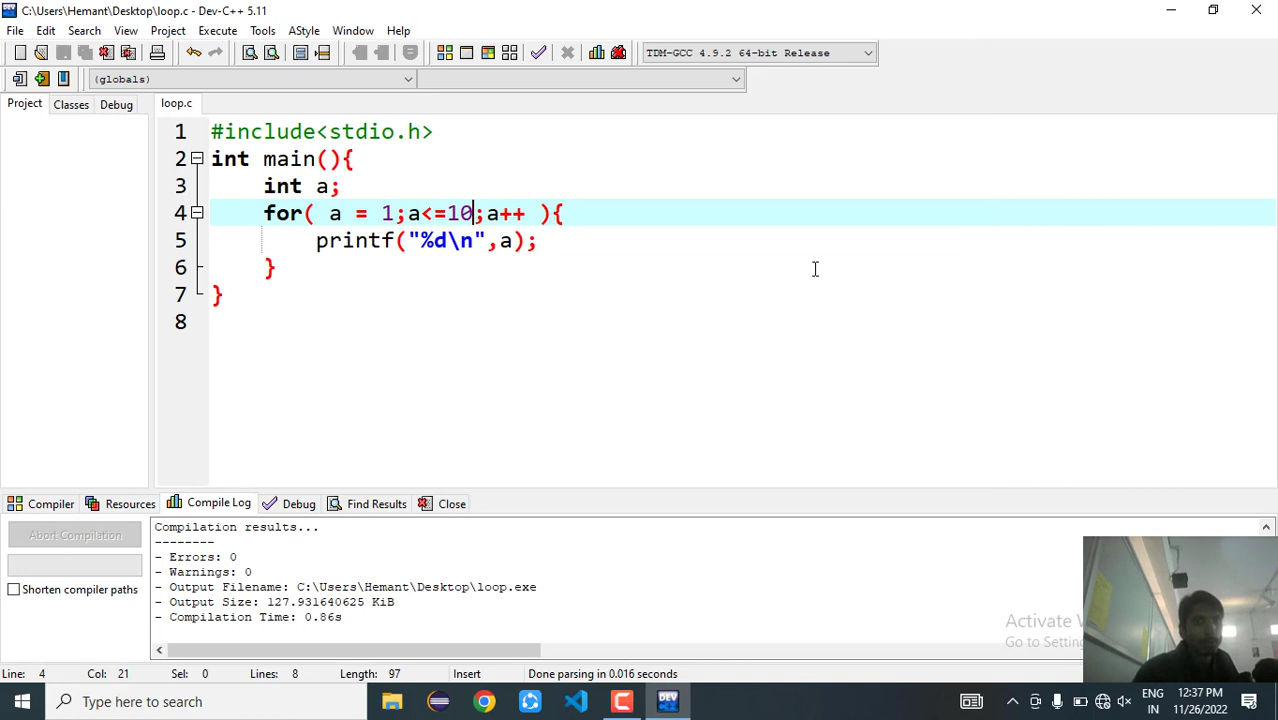 C:\Users\Hemant\Desktop\loop.c - Dev-C++ 5.11
File Edit Search View Project Execute Tools AStyle Window Help
TDM-GCC 4.9.2 64-bit Release
(globals)
Project Classes Debug loop.c
1 #include<stdio.h>
2 int main(){
3 int a;
4 for( a = 1;a<=10;a++ ){
5 printf("%d\n",a);
6 }
7 }
8
Compiler Resources Compile Log Debug Find Results Close
Abort Compilation
Shorten compiler paths
Compilation results...
--------
- Errors: 0
- Warnings: 0
- Output Filename: C:\Users\Hemant\Desktop\loop.exe
- Output Size: 127.931640625 KiB
- Compilation Time: 0.86s
Activate
Go to Setting
Line: 4 Col: 21 Sel: 0 Lines: 8 Length: 97 Insert Done parsing in 0.016 seconds
Type here to search
DEV
ENG
IN
12:37 PM
11/26/2022